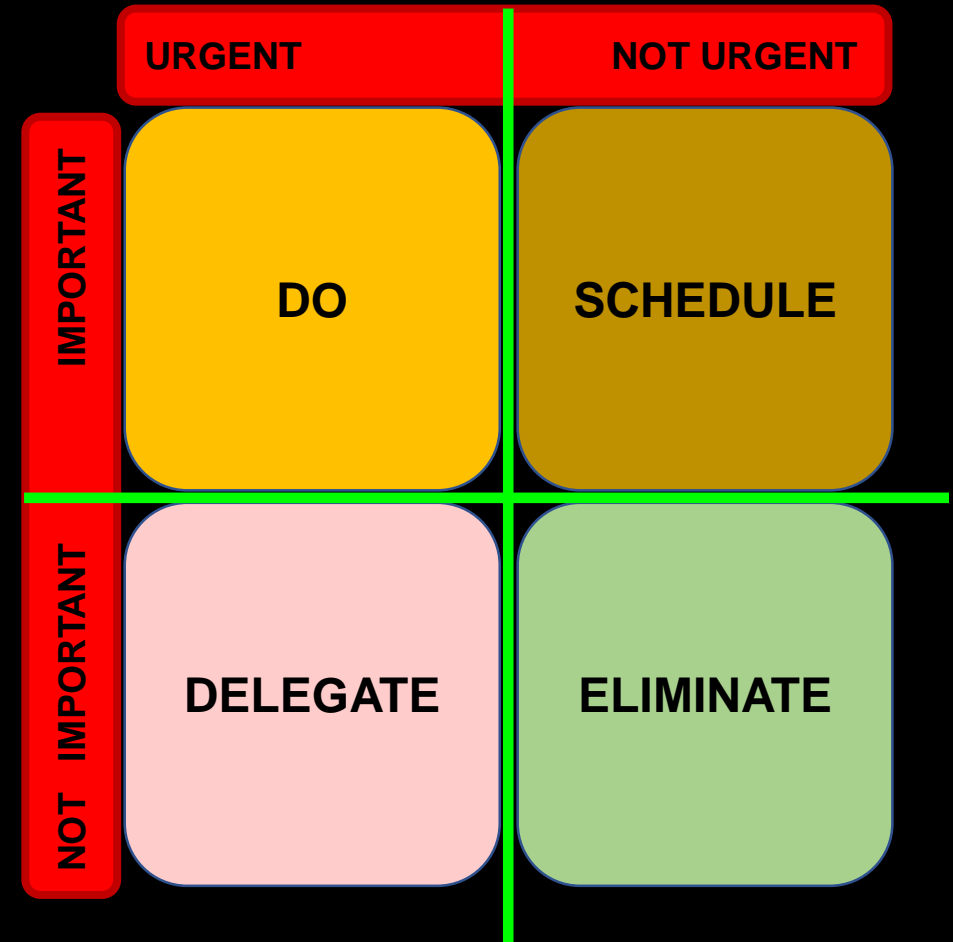 URGENT
NOT URGENT
IMPORTANT
DO
SCHEDULE
NOT IMPORTANT
DELEGATE
ELIMINATE